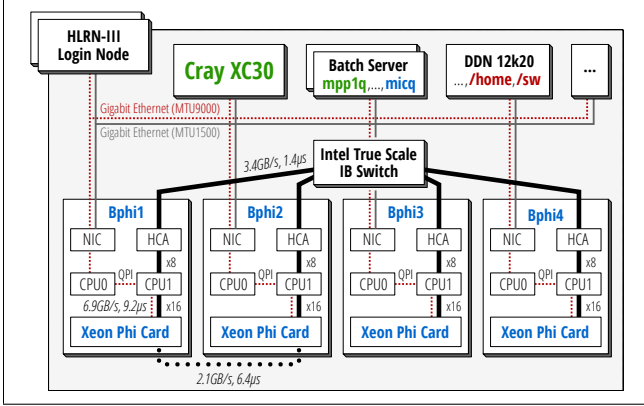 HLRN-III
Login Node
Cray XC30
Batch Server
mpp1q,...,micq
DDN 12k20
...,/home,/sw
...
Gigabit Ethernet (MTU9000)
Gigabit Ethernet (MTU1500)
3.4GB/s, 1.4μs
Intel True Scale
IB Switch
Bphi1
NIC
HCA
x8
CPU0
QPI
CPU1
6.9GB/s, 9.2μs
x16
Xeon Phi Card
Bphi2
NIC
HCA
x8
CPU0
QPI
CPU1
x16
Xeon Phi Card
Bphi3
NIC
HCA
x8
CPU0
QPI
CPU1
x16
Xeon Phi Card
Bphi4
NIC
HCA
x8
CPU0
QPI
CPU1
x16
Xeon Phi Card
2.1GB/s, 6.4μs